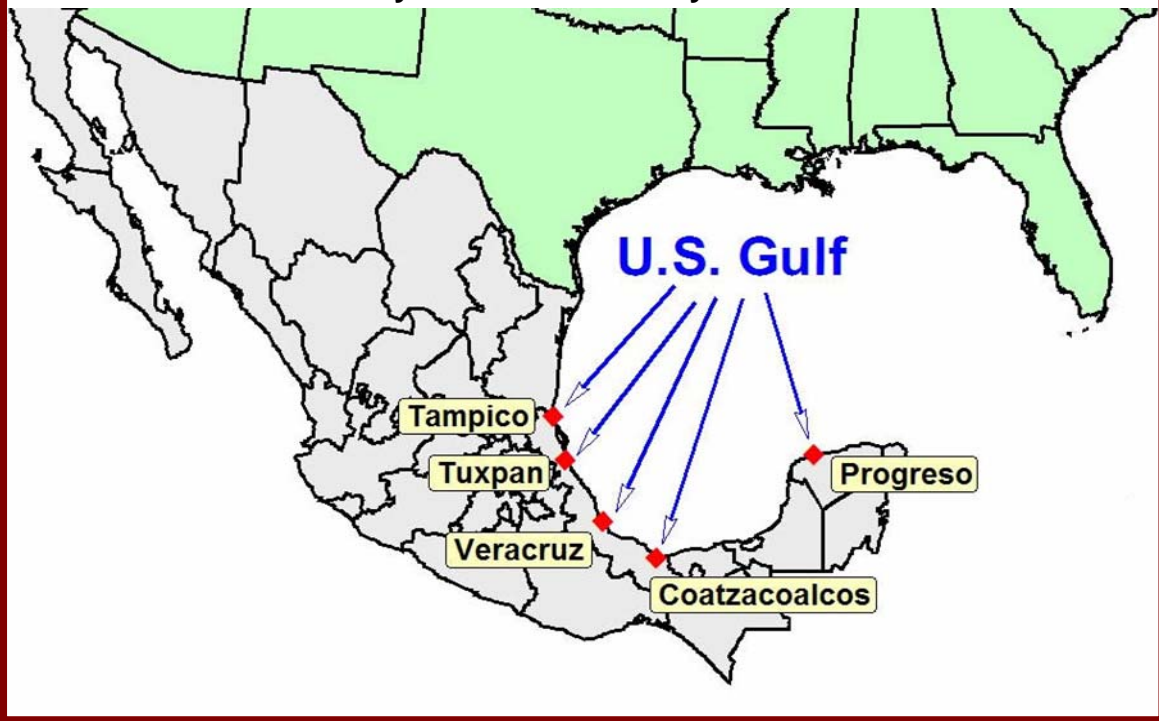 U.S. Gulf
Tampico
Tuxpan
Progreso
Veracruz
Coatzacoalcos